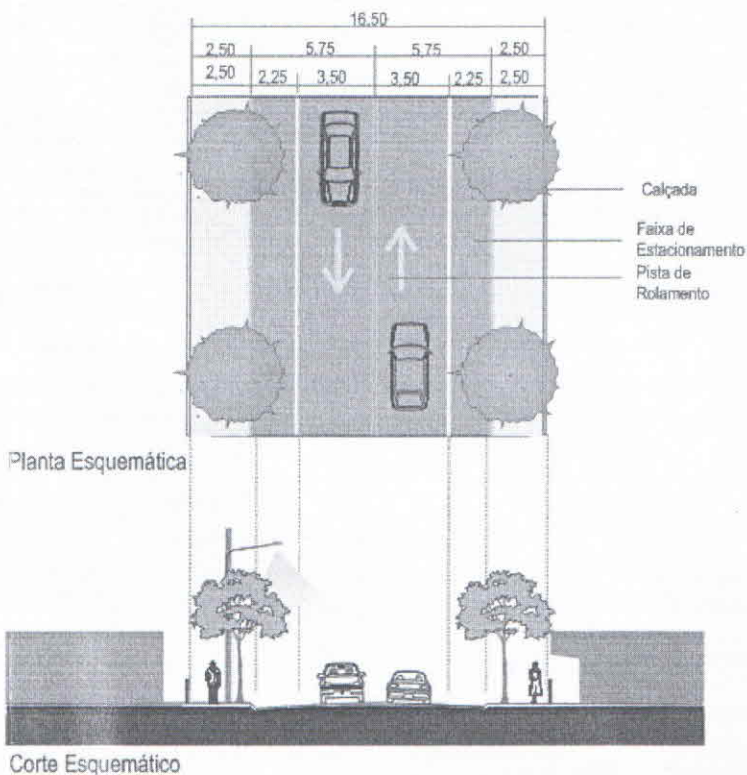 16,50
2,50 5,75 5,75 2,50
2,50 2,25 3,50 3,50 2,25 2,50
Calçada
Faixa de
Estacionamento
Pista de
Rolamento
Planta Esquemática
Corte Esquemático